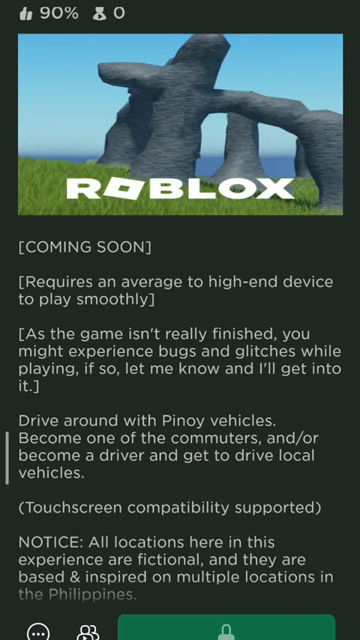 90% 0
ROBLOX
[COMING SOON]
[Requires an average to high-end device
to play smoothly]
[As the game isn't really finished, you
might experience bugs and glitches while
playing, if so, let me know and I'll get into
it.]
Drive around with Pinoy vehicles.
Become one of the commuters, and/or
become a driver and get to drive local
vehicles.
(Touchscreen compatibility supported)
NOTICE: All locations here in this
experience are fictional, and they are
based & inspired on multiple locations in
the Philippines.